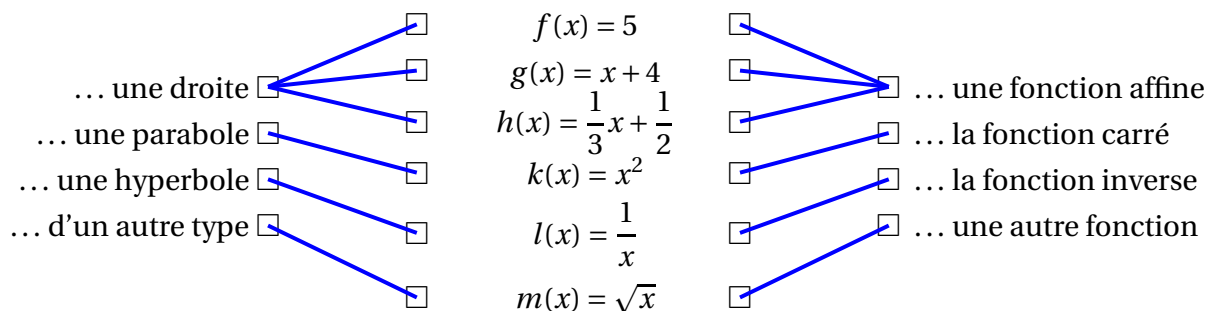 f(x) = 5
g(x) = x + 4
… une droite
… une fonction affine
h(x) = 1/3 x + 1/2
… une parabole
… la fonction carré
k(x) = x²
… une hyperbole
… la fonction inverse
l(x) = 1/x
… d'un autre type
… une autre fonction
m(x) = √x